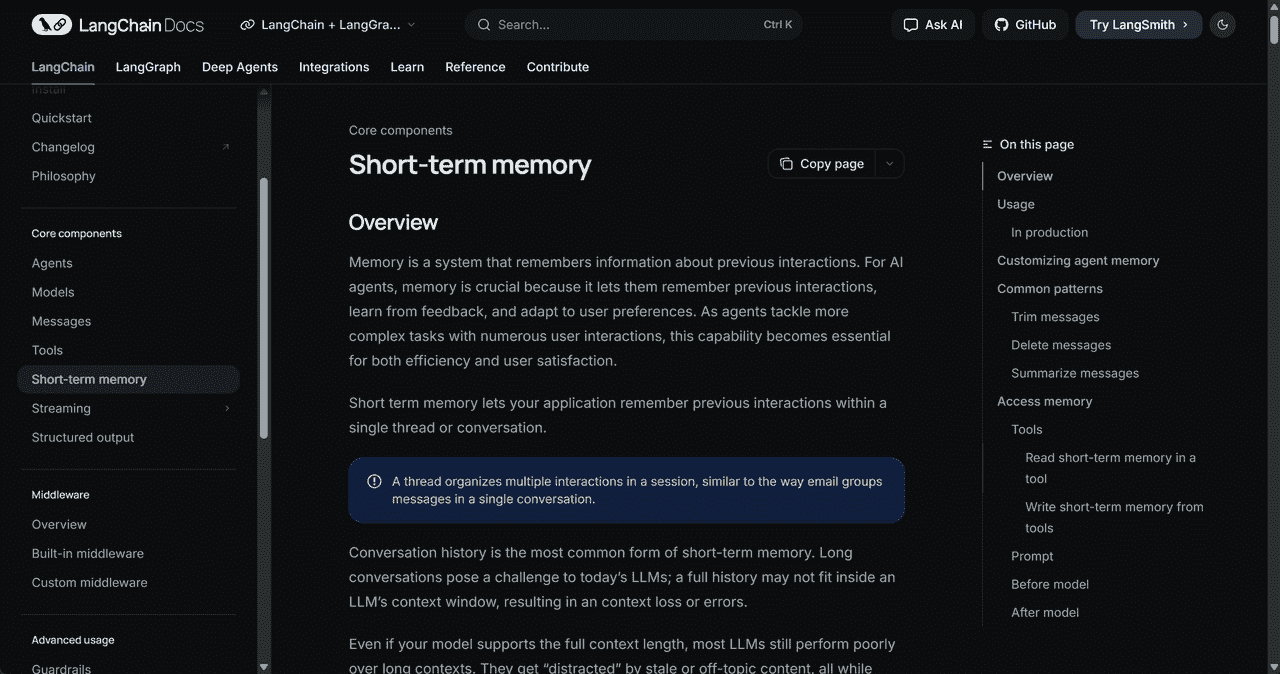 LangChain Docs
LangChain + LangGra...
Search...
Ctrl K
Ask AI
GitHub
Try LangSmith
LangChain
LangGraph
Deep Agents
Integrations
Learn
Reference
Contribute
Install
Quickstart
Changelog
Philosophy
Core components
Agents
Models
Messages
Tools
Short-term memory
Streaming
Structured output
Middleware
Overview
Built-in middleware
Custom middleware
Advanced usage
Guardrails
Core components
Short-term memory
Copy page
Overview
Memory is a system that remembers information about previous interactions. For AI
agents, memory is crucial because it lets them remember previous interactions,
learn from feedback, and adapt to user preferences. As agents tackle more
complex tasks with numerous user interactions, this capability becomes essential
for both efficiency and user satisfaction.
Short term memory lets your application remember previous interactions within a
single thread or conversation.
A thread organizes multiple interactions in a session, similar to the way email groups
messages in a single conversation.
Conversation history is the most common form of short-term memory. Long
conversations pose a challenge to today’s LLMs; a full history may not fit inside an
LLM’s context window, resulting in an context loss or errors.
Even if your model supports the full context length, most LLMs still perform poorly
over long contexts. They get “distracted” by stale or off-topic content, all while
On this page
Overview
Usage
In production
Customizing agent memory
Common patterns
Trim messages
Delete messages
Summarize messages
Access memory
Tools
Read short-term memory in a
tool
Write short-term memory from
tools
Prompt
Before model
After model